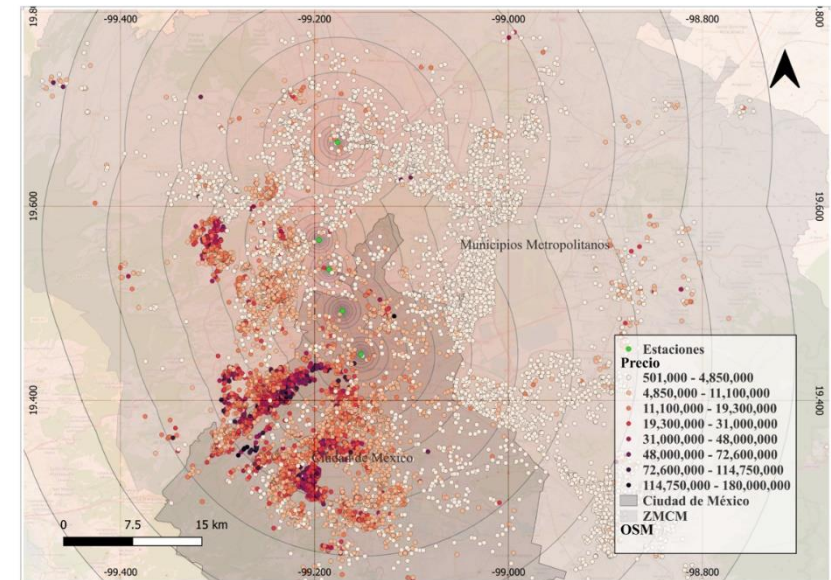 -99.400 -99.200 -99.000 -98.800
19.8
.800
19.600
19.600
Municipios Metropolitanos
Estaciones
Precio
501,000 - 4,850,000
4,850,000 - 11,100,000
11,100,000 - 19,300,000
19,300,000 - 31,000,000
31,000,000 - 48,000,000
48,000,000 - 72,600,000
72,600,000 - 114,750,000
114,750,000 - 180,000,000
Ciudad de México
ZMCM
OSM
19.400
19.400
Ciudad de México
0 7.5 15 km
-99.400 -99.200 -99.000 -98.800